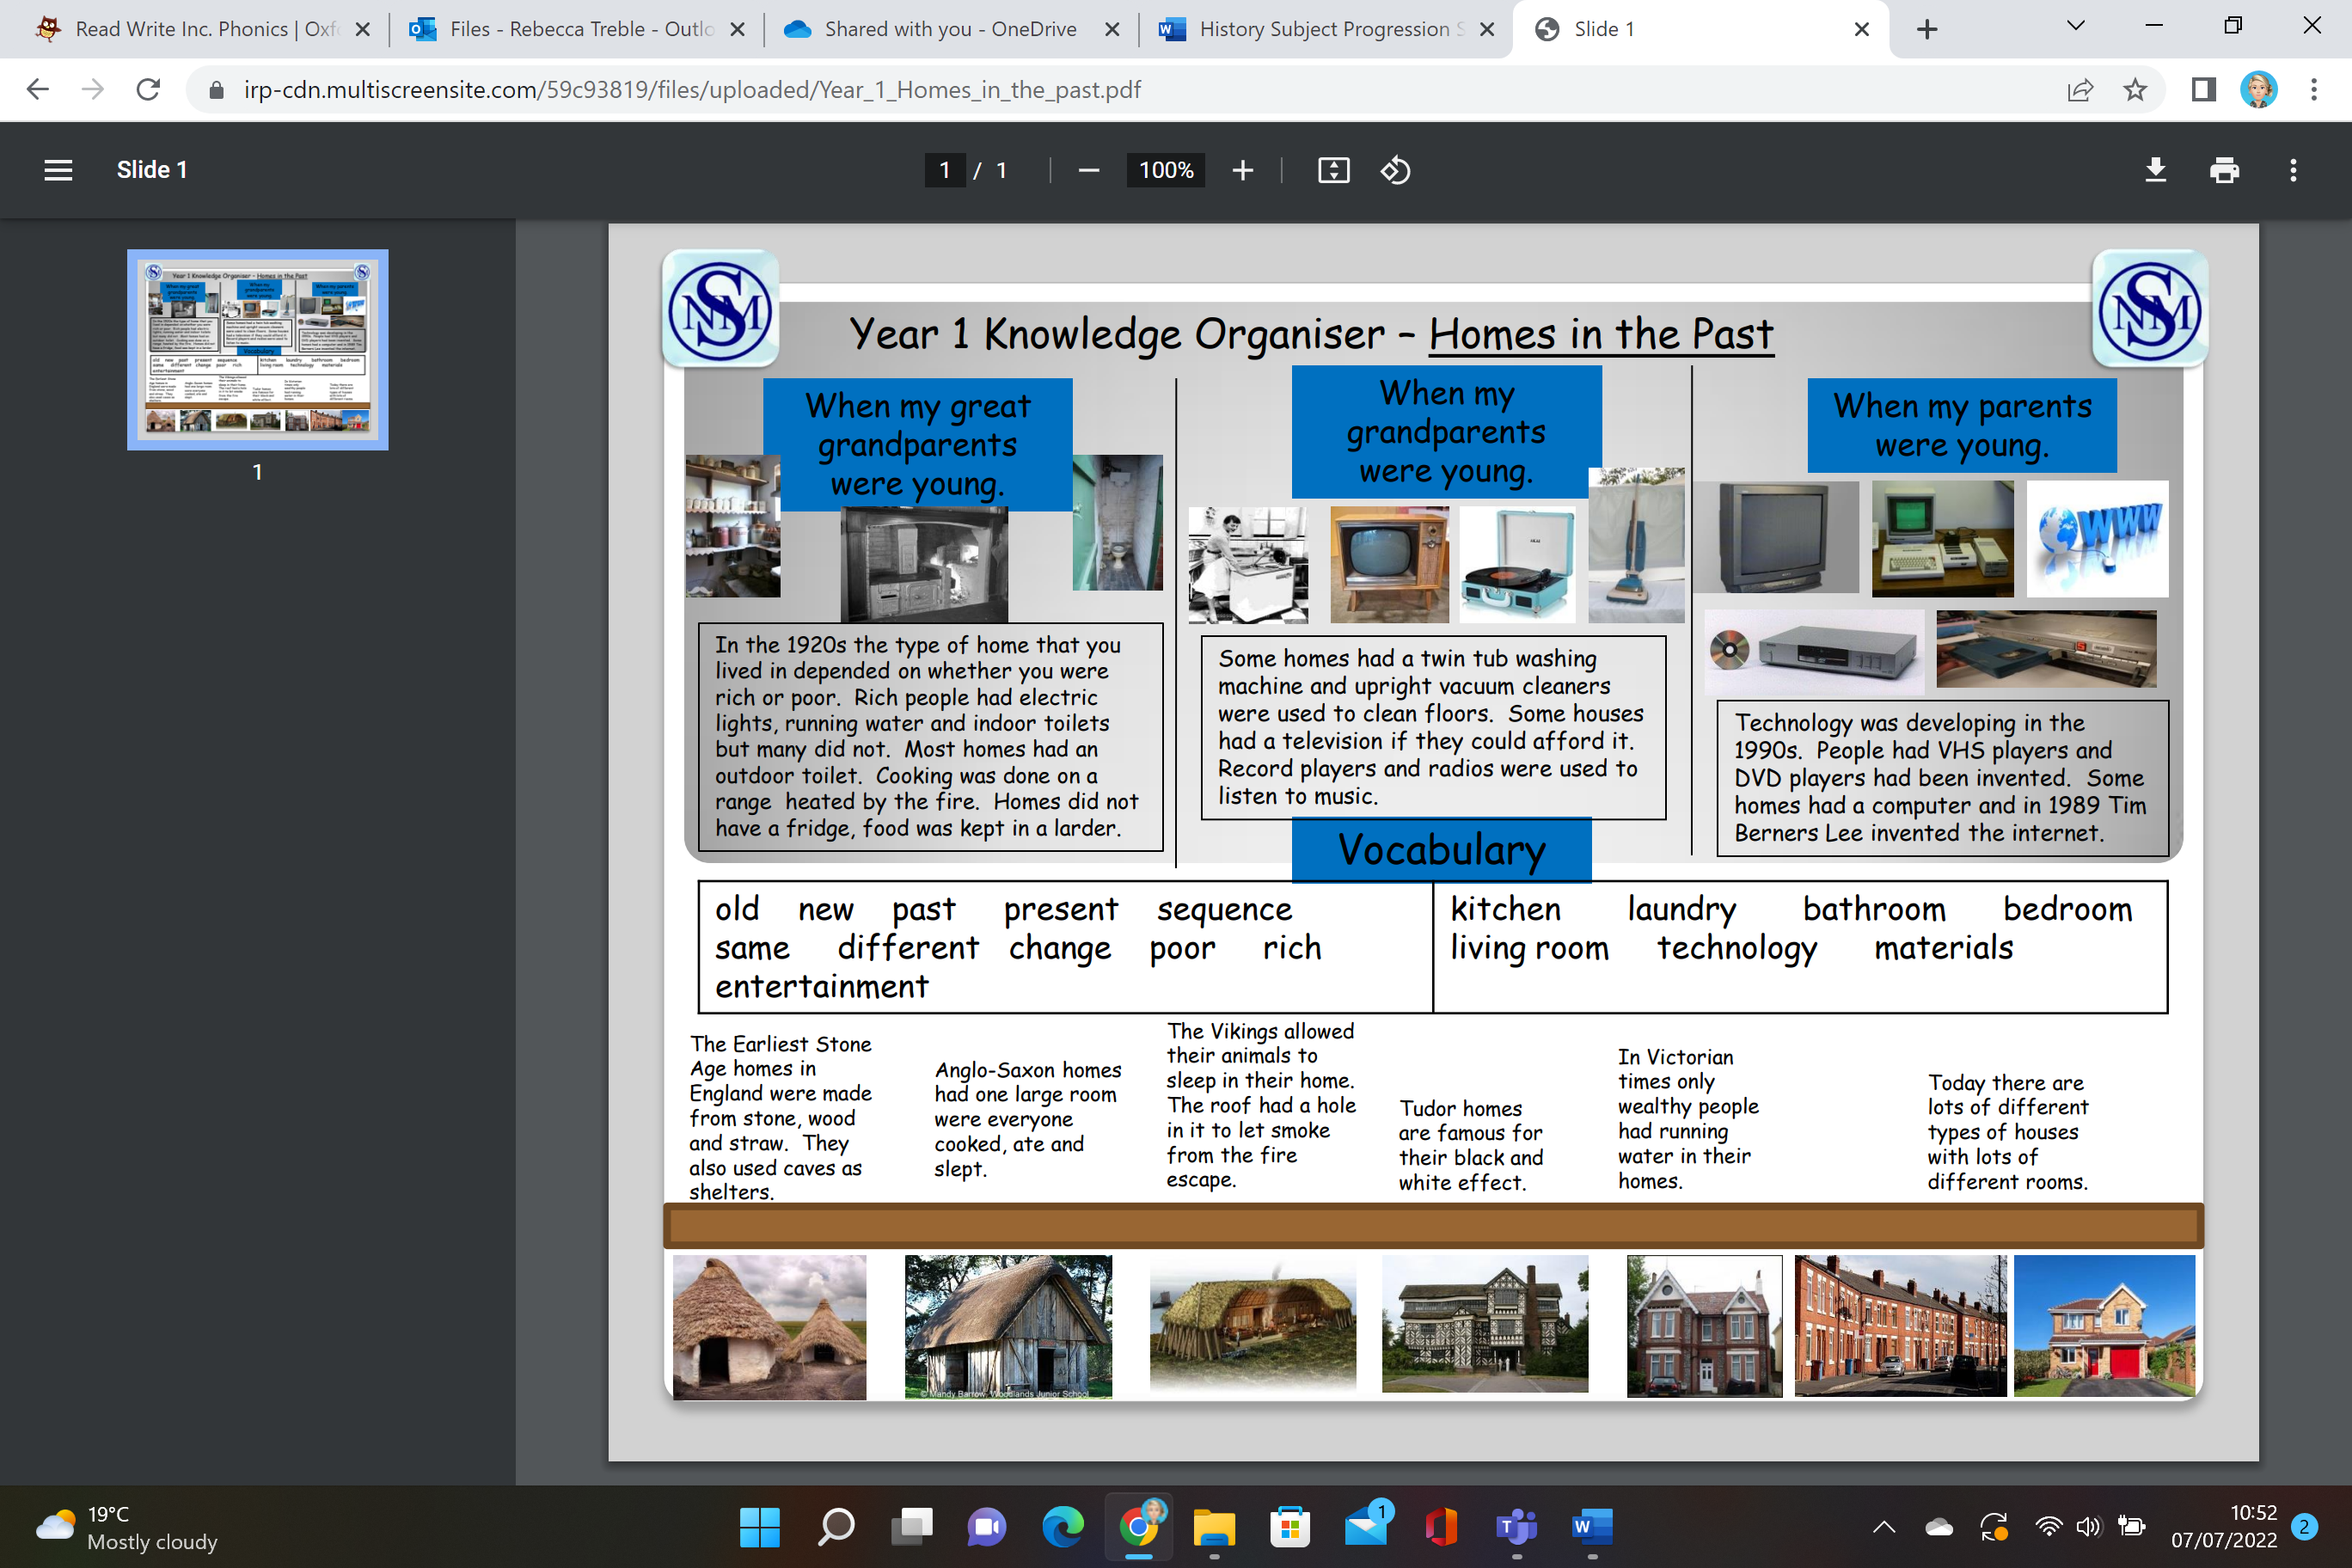 Read Write Inc. Phonics | Oxf
Files - Rebecca Treble - Outlo
Shared with you - OneDrive
History Subject Progression S
Slide 1
irp-cdn.multiscreensite.com/59c93819/files/uploaded/Year_1_Homes_in_the_past.pdf
Slide 1
1 / 1
100%
1
NSM
NSM
Year 1 Knowledge Organiser – Homes in the Past
When my great
grandparents
were young.
In the 1920s the type of home that you
lived in depended on whether you were
rich or poor. Rich people had electric
lights, running water and indoor toilets
but many did not. Most homes had an
outdoor toilet. Cooking was done on a
range heated by the fire. Homes did not
have a fridge, food was kept in a larder.
When my
grandparents
were young.
Some homes had a twin tub washing
machine and upright vacuum cleaners
were used to clean floors. Some houses
had a television if they could afford it.
Record players and radios were used to
listen to music.
When my parents
were young.
WWW
Technology was developing in the
1990s. People had VHS players and
DVD players had been invented. Some
homes had a computer and in 1989 Tim
Berners Lee invented the internet.
Vocabulary
old new past present sequence
same different change poor rich
entertainment
kitchen laundry bathroom bedroom
living room technology materials
The Earliest Stone
Age homes in
England were made
from stone, wood
and straw. They
also used caves as
shelters.
Anglo-Saxon homes
had one large room
were everyone
cooked, ate and
slept.
The Vikings allowed
their animals to
sleep in their home.
The roof had a hole
in it to let smoke
from the fire
escape.
Tudor homes
are famous for
their black and
white effect.
In Victorian
times only
wealthy people
had running
water in their
homes.
Today there are
lots of different
types of houses
with lots of
different rooms.
© Mandy Barrow, Woodlands Junior School
19°C
Mostly cloudy
1
10:52
07/07/2022
2